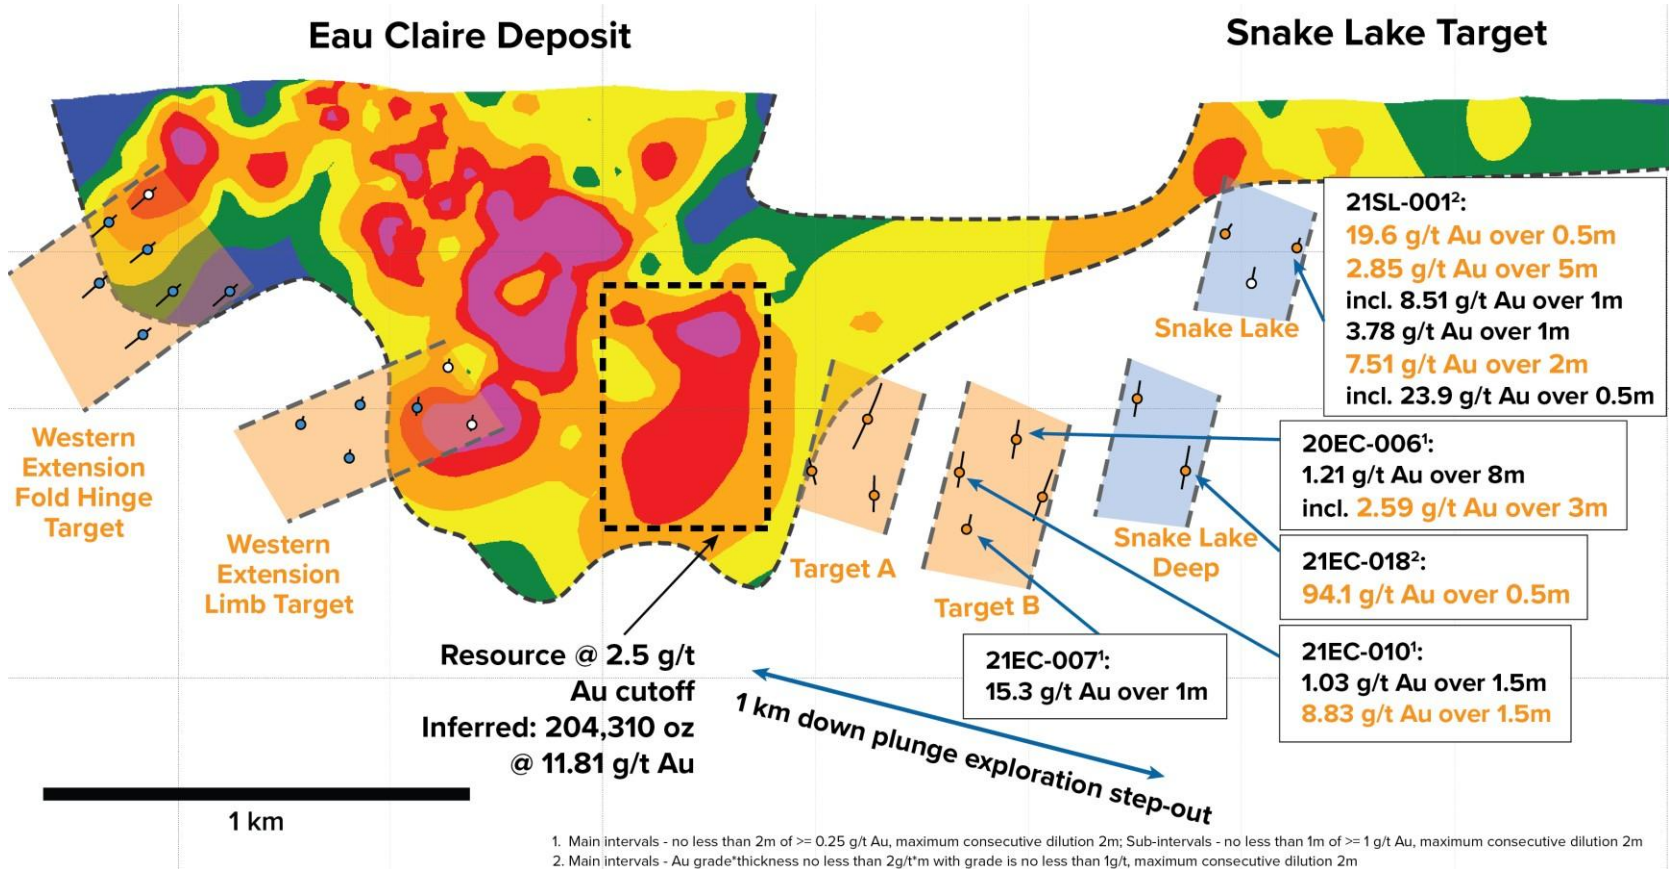 Eau Claire Deposit
Snake Lake Target
21SL-001²:
19.6 g/t Au over 0.5m
2.85 g/t Au over 5m
incl. 8.51 g/t Au over 1m
3.78 g/t Au over 1m
7.51 g/t Au over 2m
incl. 23.9 g/t Au over 0.5m
Snake Lake
Western
Extension
Fold Hinge
Target
Western
Extension
Limb Target
Target A
Target B
Snake Lake
Deep
20EC-006¹:
1.21 g/t Au over 8m
incl. 2.59 g/t Au over 3m
21EC-018²:
94.1 g/t Au over 0.5m
21EC-010¹:
1.03 g/t Au over 1.5m
8.83 g/t Au over 1.5m
21EC-007¹:
15.3 g/t Au over 1m
Resource @ 2.5 g/t
Au cutoff
Inferred: 204,310 oz
@ 11.81 g/t Au
1 km down plunge exploration step-out
1 km
1. Main intervals - no less than 2m of >= 0.25 g/t Au, maximum consecutive dilution 2m; Sub-intervals - no less than 1m of >= 1 g/t Au, maximum consecutive dilution 2m
2. Main intervals - Au grade*thickness no less than 2g/t*m with grade is no less than 1g/t, maximum consecutive dilution 2m